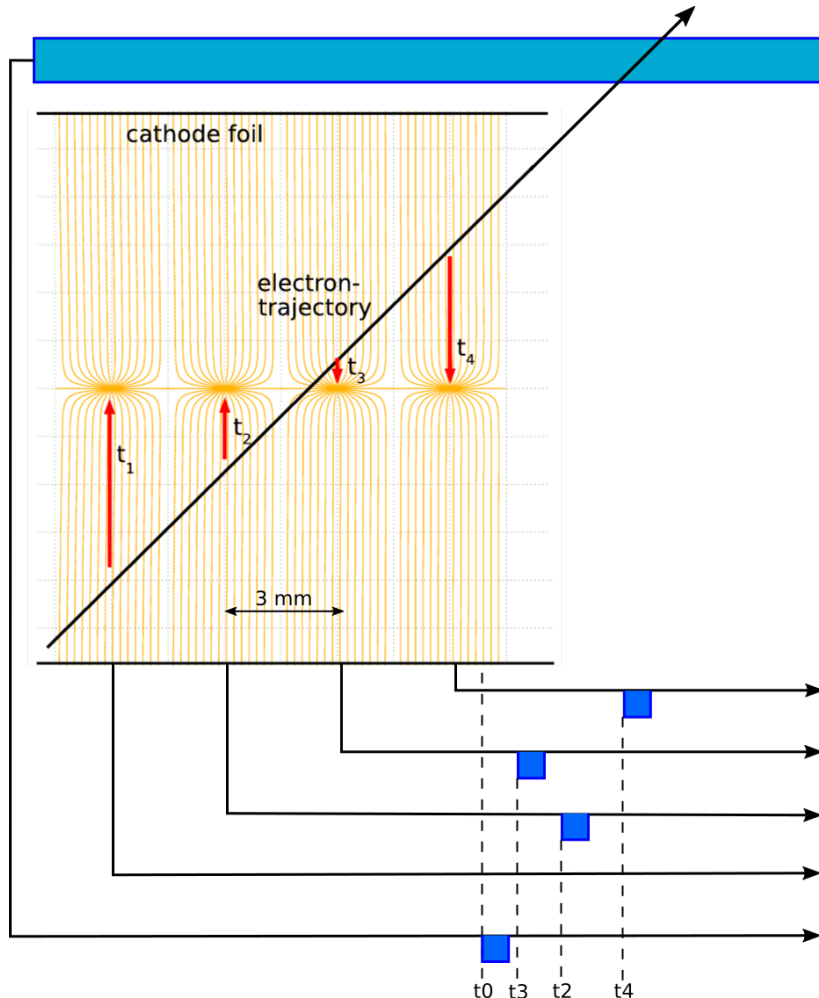 cathode foil
electron-
trajectory
t3
t4
t2
t1
3 mm
t0 t3 t2 t4